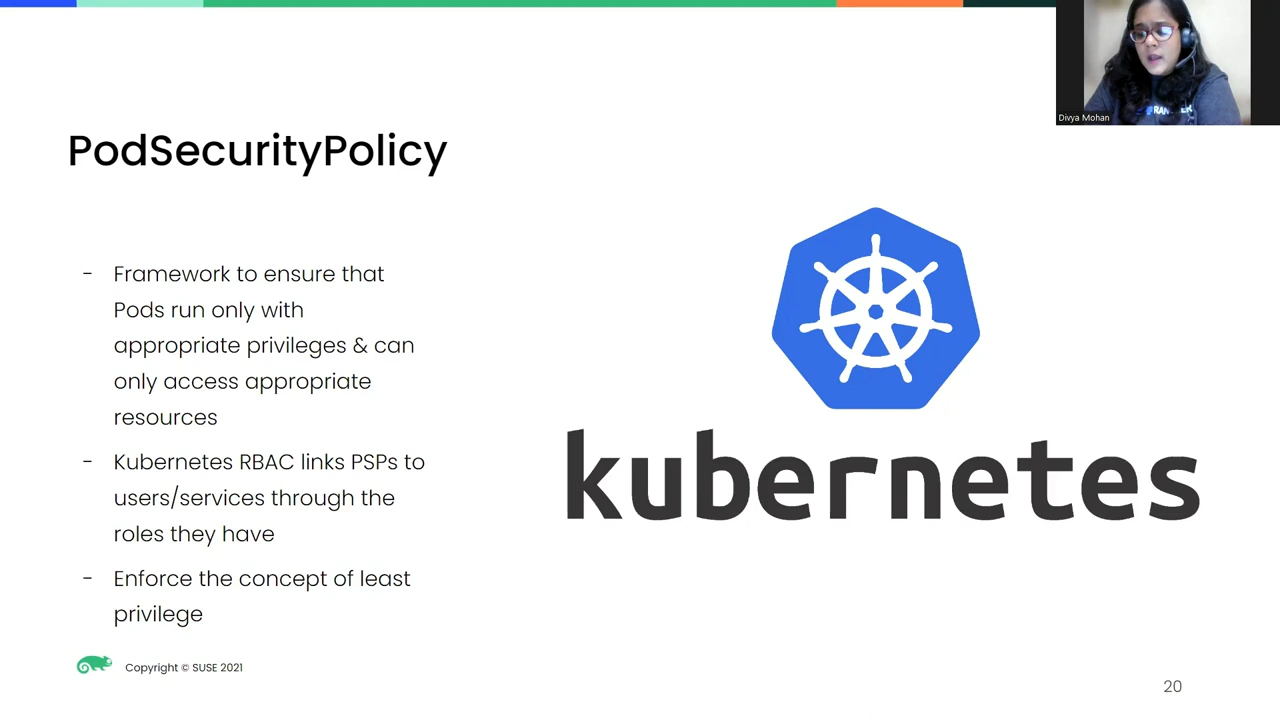 PodSecurityPolicy
- Framework to ensure that
Pods run only with
appropriate privileges & can
only access appropriate
resources
- Kubernetes RBAC links PSPs to
users/services through the
roles they have
- Enforce the concept of least
privilege
kubernetes
Divya Mohan
Copyright © SUSE 2021
20